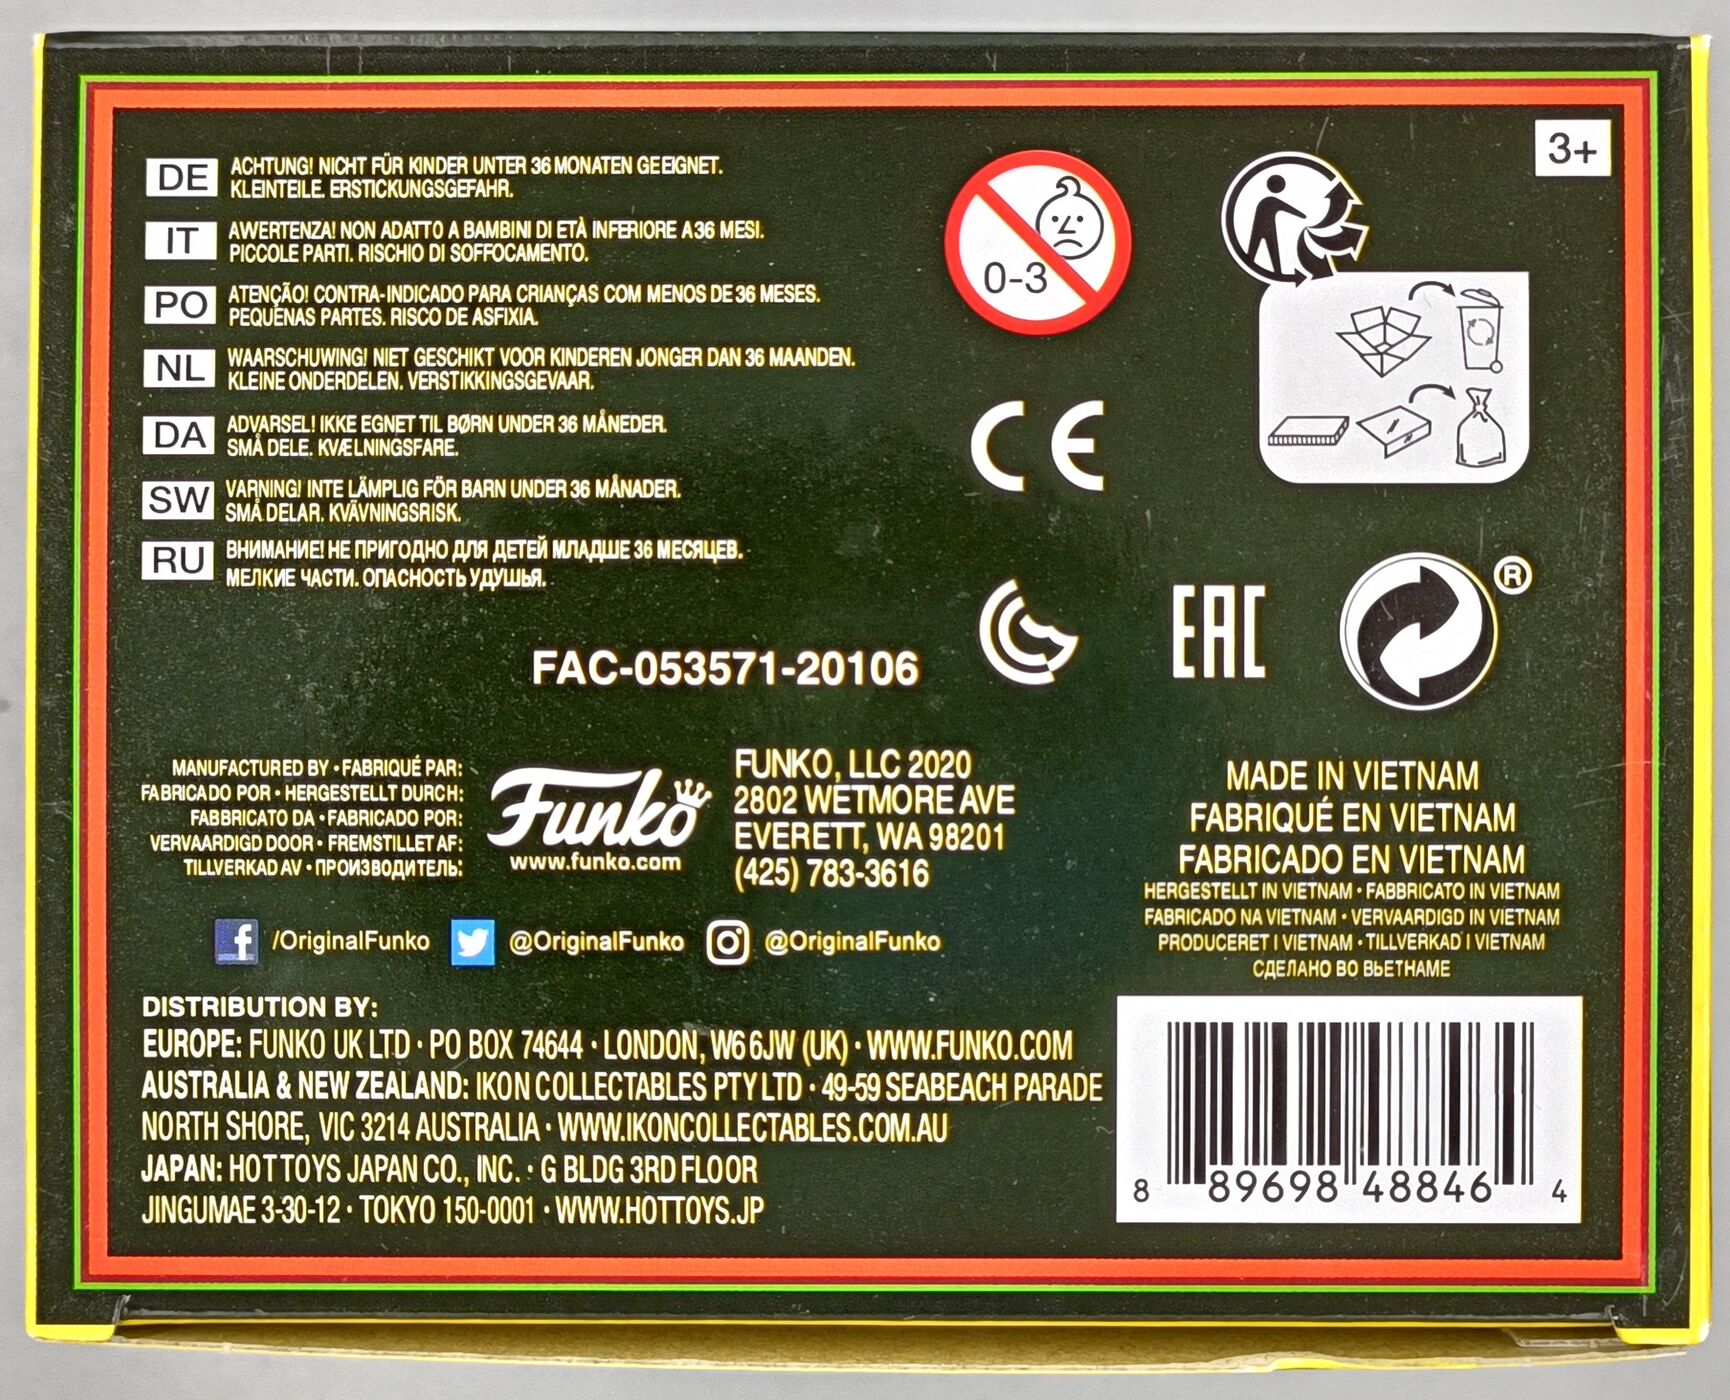 3+
DE ACHTUNG! NICHT FÜR KINDER UNTER 36 MONATEN GEEIGNET.
KLEINTEILE. ERSTICKUNGSGEFAHR.
IT AVVERTENZA! NON ADATTO A BAMBINI DI ETÀ INFERIORE A 36 MESI.
PICCOLE PARTI. RISCHIO DI SOFFOCAMENTO.
PO ATENÇÃO! CONTRA-INDICADO PARA CRIANÇAS COM MENOS DE 36 MESES.
PEQUENAS PARTES. RISCO DE ASFIXIA.
NL WAARSCHUWING! NIET GESCHIKT VOOR KINDEREN JONGER DAN 36 MAANDEN.
KLEINE ONDERDELEN. VERSTIKKINGSGEVAAR.
DA ADVARSEL! IKKE EGNET TIL BØRN UNDER 36 MÅNEDER.
SMÅ DELE. KVÆLNINGSFARE.
SW VARNING! INTE LÄMPLIG FÖR BARN UNDER 36 MÅNADER.
SMÅ DELAR. KVÄVNINGSRISK.
RU ВНИМАНИЕ! НЕ ПРИГОДНО ДЛЯ ДЕТЕЙ МЛАДШЕ 36 МЕСЯЦЕВ.
МЕЛКИЕ ЧАСТИ. ОПАСНОСТЬ УДУШЬЯ.
0-3
CE
EAC
®
FAC-053571-20106
MANUFACTURED BY • FABRIQUÉ PAR:
FABRICADO POR • HERGESTELLT DURCH:
FABBRICATO DA • FABRICADO POR:
VERVAARDIGD DOOR • FREMSTILLET AF:
TILLVERKAD AV • ПРОИЗВОДИТЕЛЬ:
Funko
www.funko.com
FUNKO, LLC 2020
2802 WETMORE AVE
EVERETT, WA 98201
(425) 783-3616
MADE IN VIETNAM
FABRIQUÉ EN VIETNAM
FABRICADO EN VIETNAM
HERGESTELLT IN VIETNAM • FABBRICATO IN VIETNAM
FABRICADO NA VIETNAM • VERVAARDIGD IN VIETNAM
PRODUCERET I VIETNAM • TILLVERKAD I VIETNAM
СДЕЛАНО ВО ВЬЕТНАМЕ
f /OriginalFunko @OriginalFunko @OriginalFunko
DISTRIBUTION BY:
EUROPE: FUNKO UK LTD • PO BOX 74644 • LONDON, W6 6JW (UK) • WWW.FUNKO.COM
AUSTRALIA & NEW ZEALAND: IKON COLLECTABLES PTY LTD • 49-59 SEABEACH PARADE
NORTH SHORE, VIC 3214 AUSTRALIA • WWW.IKONCOLLECTABLES.COM.AU
JAPAN: HOT TOYS JAPAN CO., INC. • G BLDG 3RD FLOOR
JINGUMAE 3-30-12 • TOKYO 150-0001 • WWW.HOTTOYS.JP
8 89698 48846 4